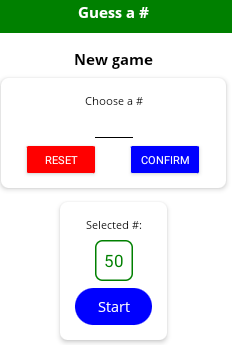 Guess a #
New game
Choose a #
RESET CONFIRM
Selected #:
50
Start